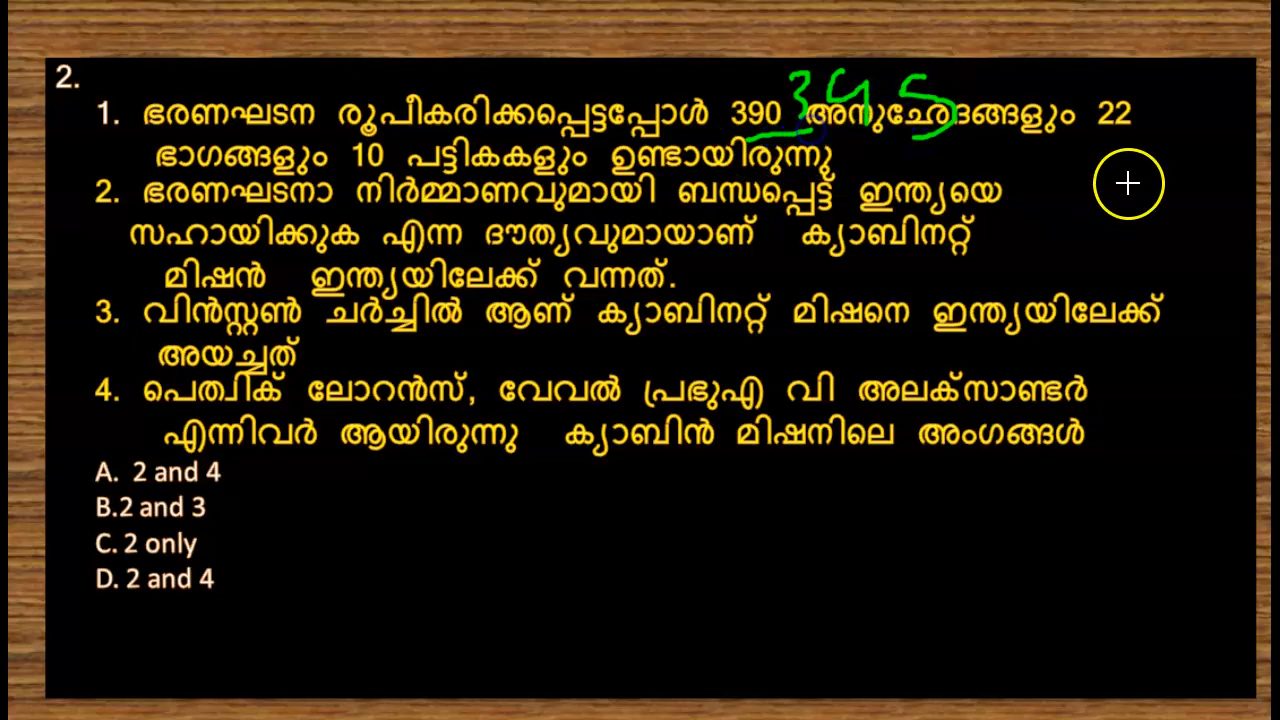 2.
1. ഭരണഘടന രൂപീകരിക്കപ്പെട്ടപ്പോൾ 390 395 അനുഛേദങ്ങളും 22
ഭാഗങ്ങളും 10 പട്ടികകളും ഉണ്ടായിരുന്നു
2. ഭരണഘടനാ നിർമ്മാണവുമായി ബന്ധപ്പെട്ട് ഇന്ത്യയെ
സഹായിക്കുക എന്ന ദൗത്യവുമായാണ് ക്യാബിനറ്റ്
മിഷൻ ഇന്ത്യയിലേക്ക് വന്നത്.
3. വിൻസ്റ്റൺ ചർച്ചിൽ ആണ് ക്യാബിനറ്റ് മിഷനെ ഇന്ത്യയിലേക്ക്
അയച്ചത്
4. പെത്വിക് ലോറൻസ്, വേവൽ പ്രഭുഎ വി അലക്സാണ്ടർ
എന്നിവർ ആയിരുന്നു ക്യാബിൻ മിഷനിലെ അംഗങ്ങൾ
A. 2 and 4
B.2 and 3
C. 2 only
D. 2 and 4